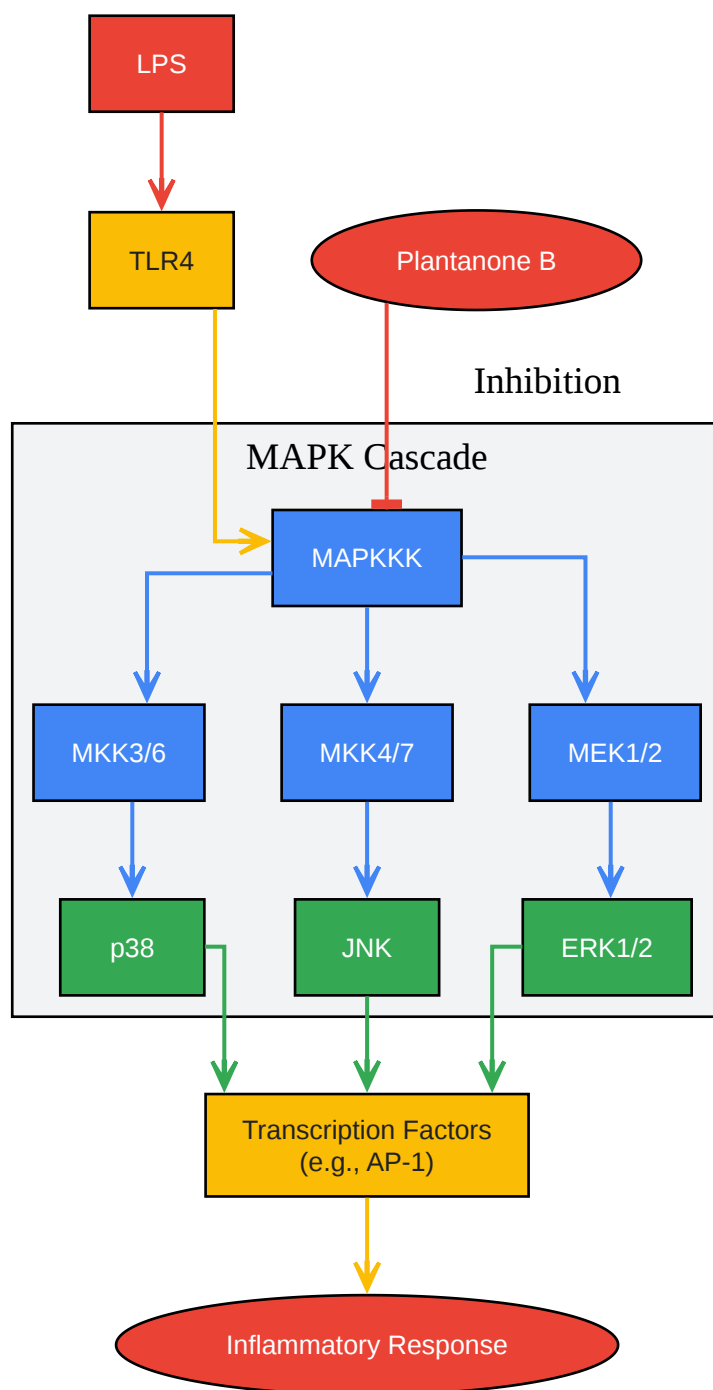 LPS
TLR4
Plantanone B
Inhibition
MAPK Cascade
MAPKKK
MKK3/6
MKK4/7
MEK1/2
p38
JNK
ERK1/2
Transcription Factors
(e.g., AP-1)
Inflammatory Response